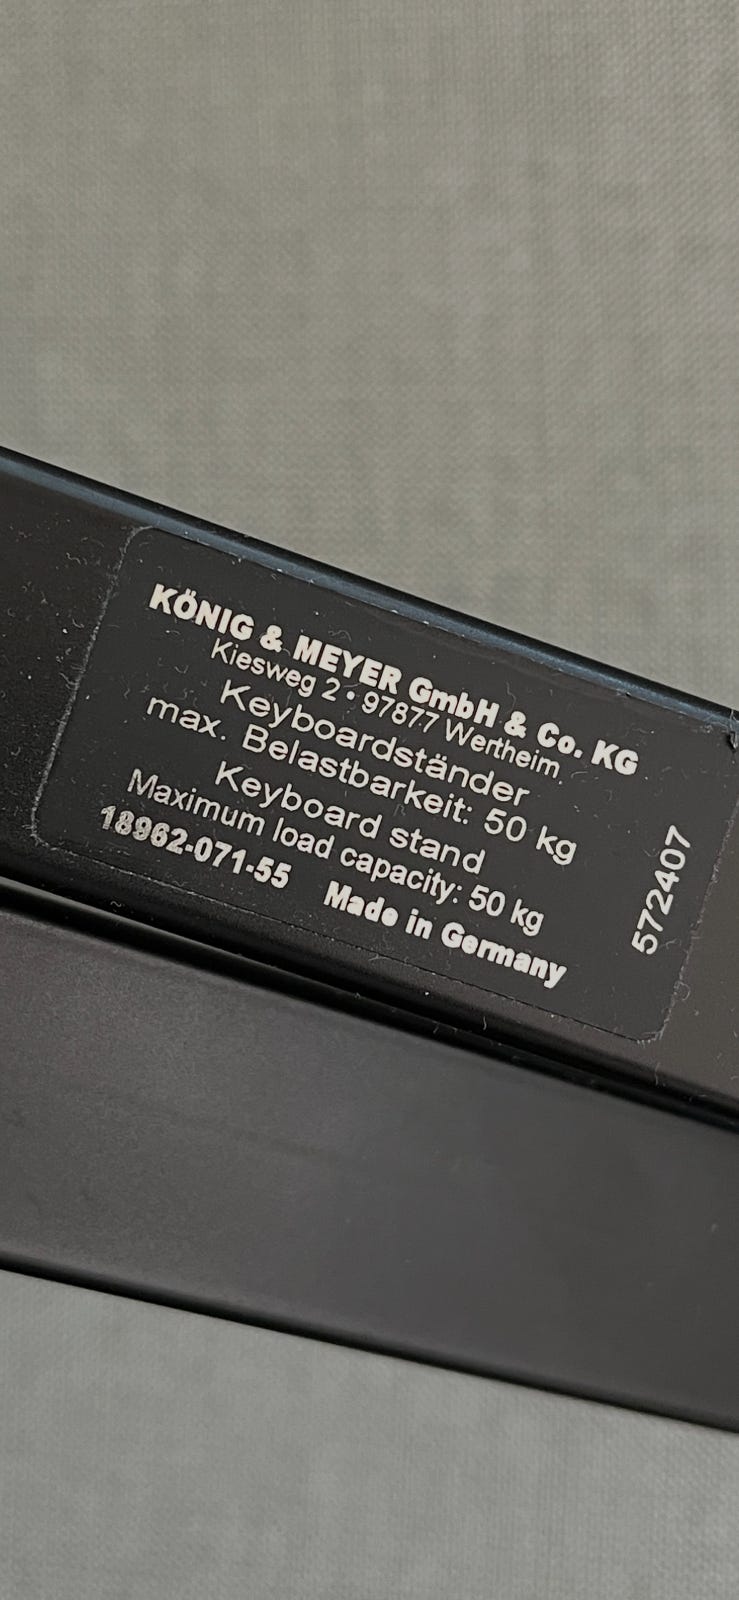 KÖNIG & MEYER GmbH & Co. KG
Kiesweg 2 • 97877 Wertheim
Keyboardständer
max. Belastbarkeit: 50 kg
Keyboard stand
Maximum load capacity: 50 kg
18962-071-55 Made in Germany
572407